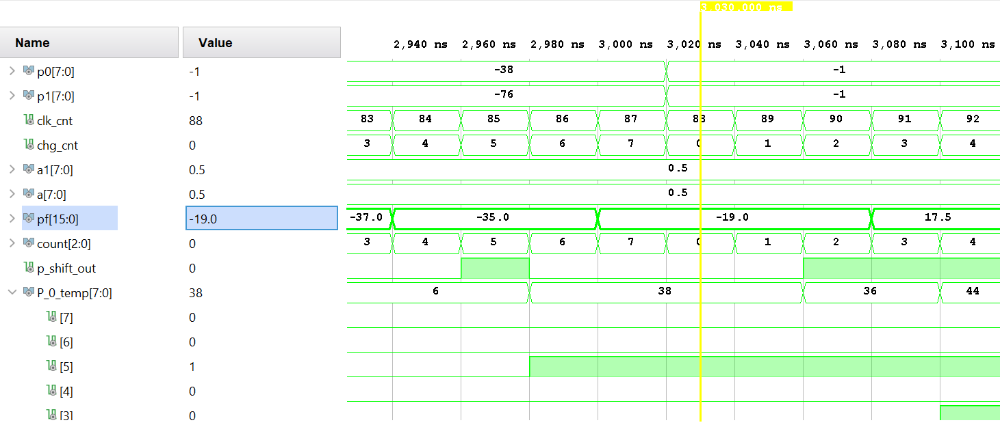 3,030.000 ns
Name Value 2,940 ns 2,960 ns 2,980 ns 3,000 ns 3,020 ns 3,040 ns 3,060 ns 3,080 ns 3,100 ns
p0[7:0] -1 -38 -1
p1[7:0] -1 -76 -1
clk_cnt 88 83 84 85 86 87 88 89 90 91 92
chg_cnt 0 3 4 5 6 7 0 1 2 3 4
a1[7:0] 0.5 0.5
a[7:0] 0.5 0.5
pf[15:0] -19.0 -37.0 -35.0 -19.0 17.5
count[2:0] 0 3 4 5 6 7 0 1 2 3 4
p_shift_out 0
P_0_temp[7:0] 38 6 38 36 44
[7] 0
[6] 0
[5] 1
[4] 0
[3] 0